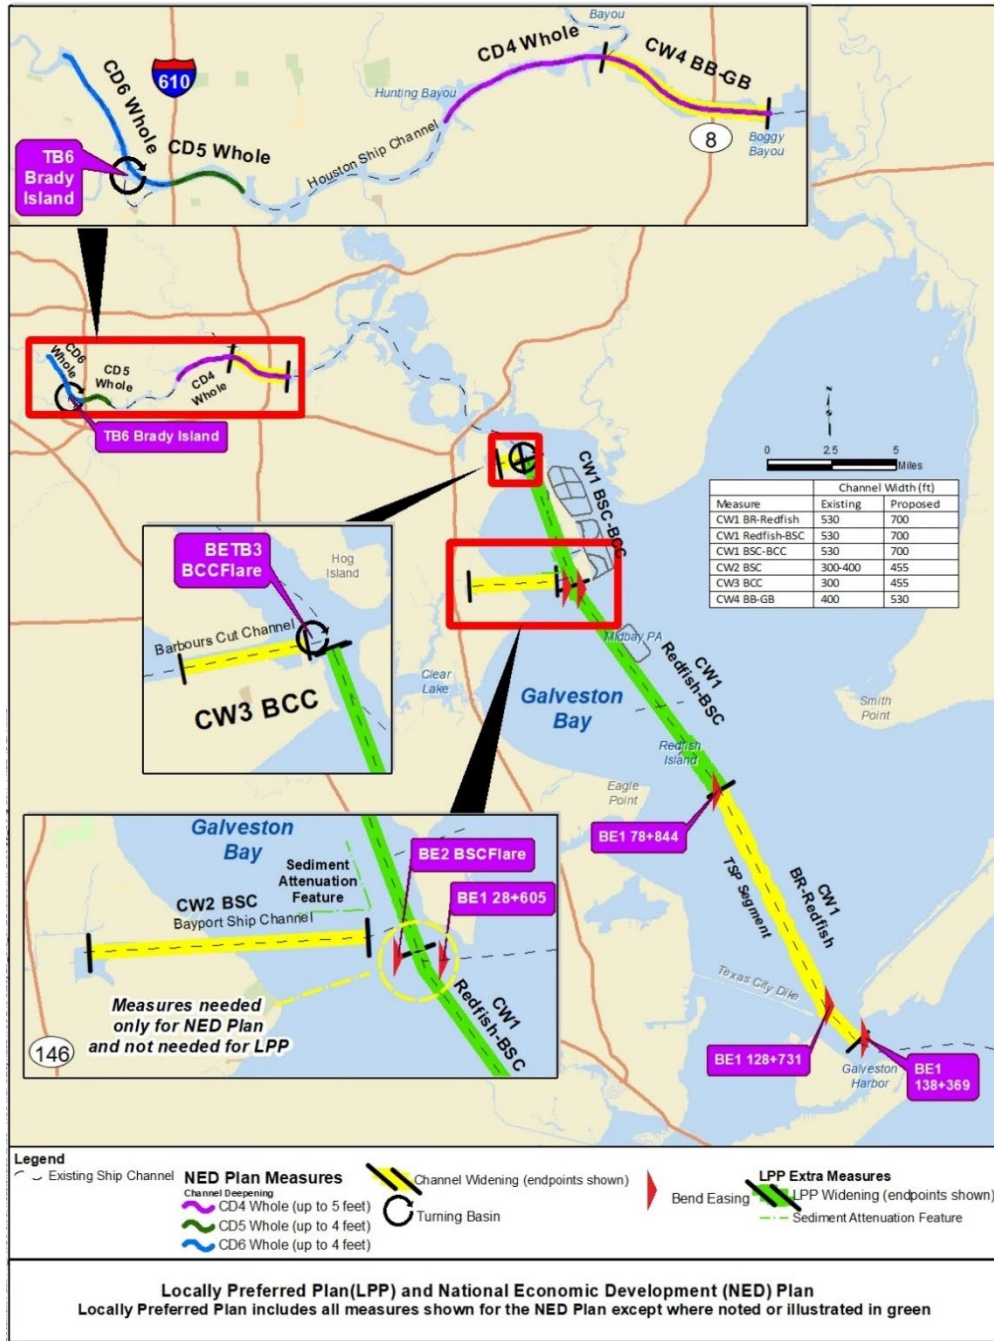 Bayou
CD4 Whole
CW4 BB-GB
CD6 Whole
610
Hunting Bayou
8
Boggy
Bayou
TB6
Brady
Island
CD5 Whole
Houston Ship Channel
CD6
Whole
CD5
Whole
CD4
Whole
TB6 Brady Island
CW1 BSC-BCC
0 2.5 5
Miles
Channel Width (ft)
Measure Existing Proposed
CW1 BR-Redfish 530 700
CW1 Redfish-BSC 530 700
CW1 BSC-BCC 530 700
CW2 BSC 300-400 455
CW3 BCC 300 455
CW4 BB-GB 400 530
BETB3
BCCFlare
Hog
Island
Barbours Cut Channel
CW3 BCC
Clear
Lake
Midbay PA
CW1
Redfish-BSC
Galveston
Bay
Smith
Point
Redfish
Island
Eagle
Point
BE1 78+844
CW1
BR-Redfish
TSP Segment
Texas City Dike
BE1 128+731
BE1
138+369
Galveston
Harbor
Galveston
Bay
Sediment
Attenuation
Feature
BE2 BSCFlare
BE1 28+605
CW2 BSC
Bayport Ship Channel
CW1
Redfish-BSC
Measures needed
only for NED Plan
and not needed for LPP
146
Legend
Existing Ship Channel
NED Plan Measures
Channel Deepening
CD4 Whole (up to 5 feet)
CD5 Whole (up to 4 feet)
CD6 Whole (up to 4 feet)
Channel Widening (endpoints shown)
Turning Basin
Bend Easing
LPP Extra Measures
LPP Widening (endpoints shown)
Sediment Attenuation Feature
Locally Preferred Plan(LPP) and National Economic Development (NED) Plan
Locally Preferred Plan includes all measures shown for the NED Plan except where noted or illustrated in green